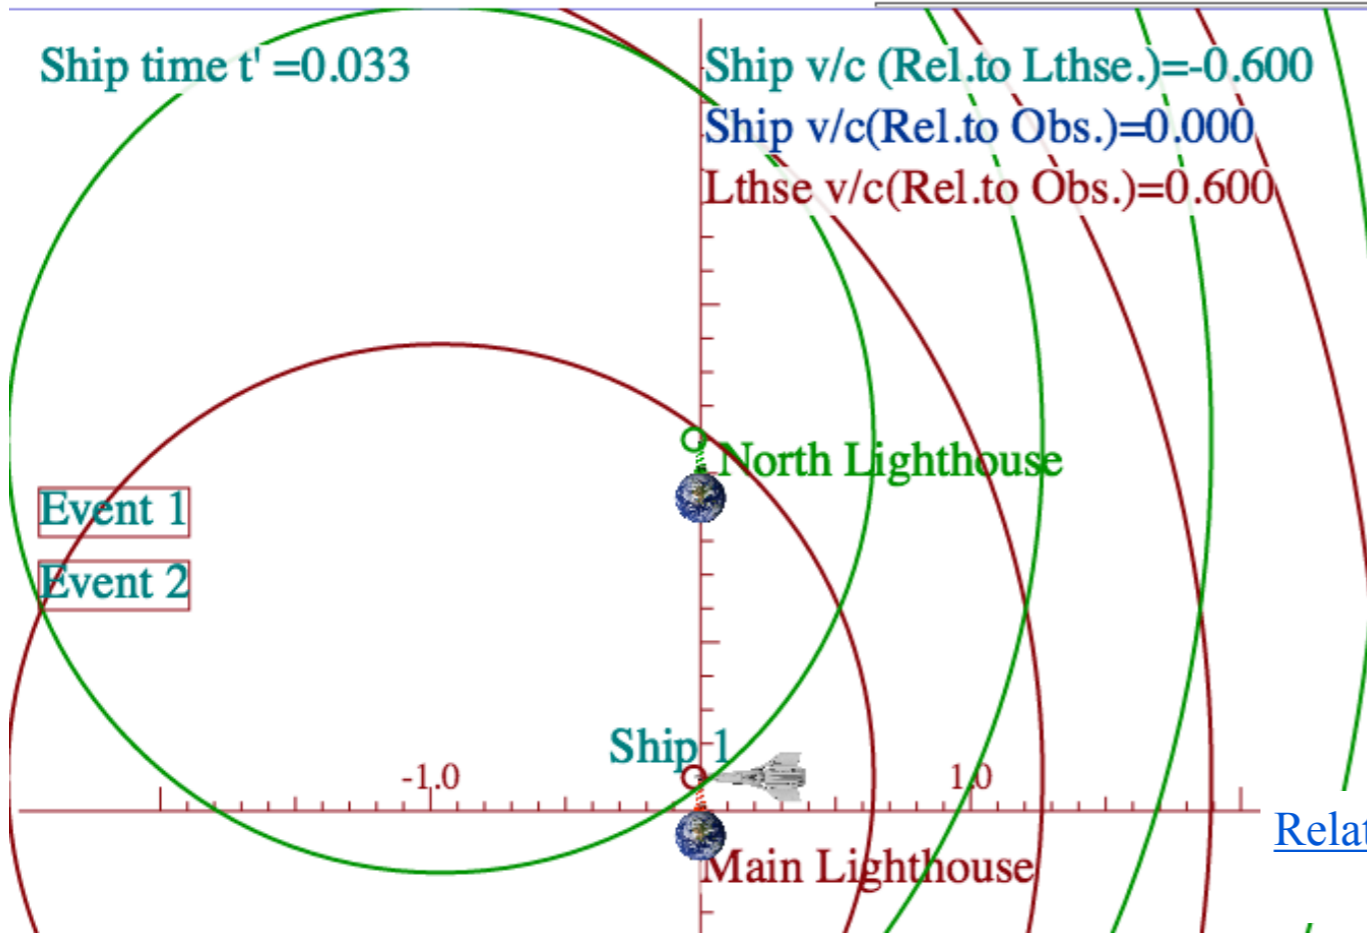 Ship time t' =0.033
Ship v/c (Rel.to Lthse.)=-0.600
Ship v/c(Rel.to Obs.)=0.000
Lthse v/c(Rel.to Obs.)=0.600
North Lighthouse
Event 1
Event 2
Ship 1
-1.0
1.0
Relat
Main Lighthouse